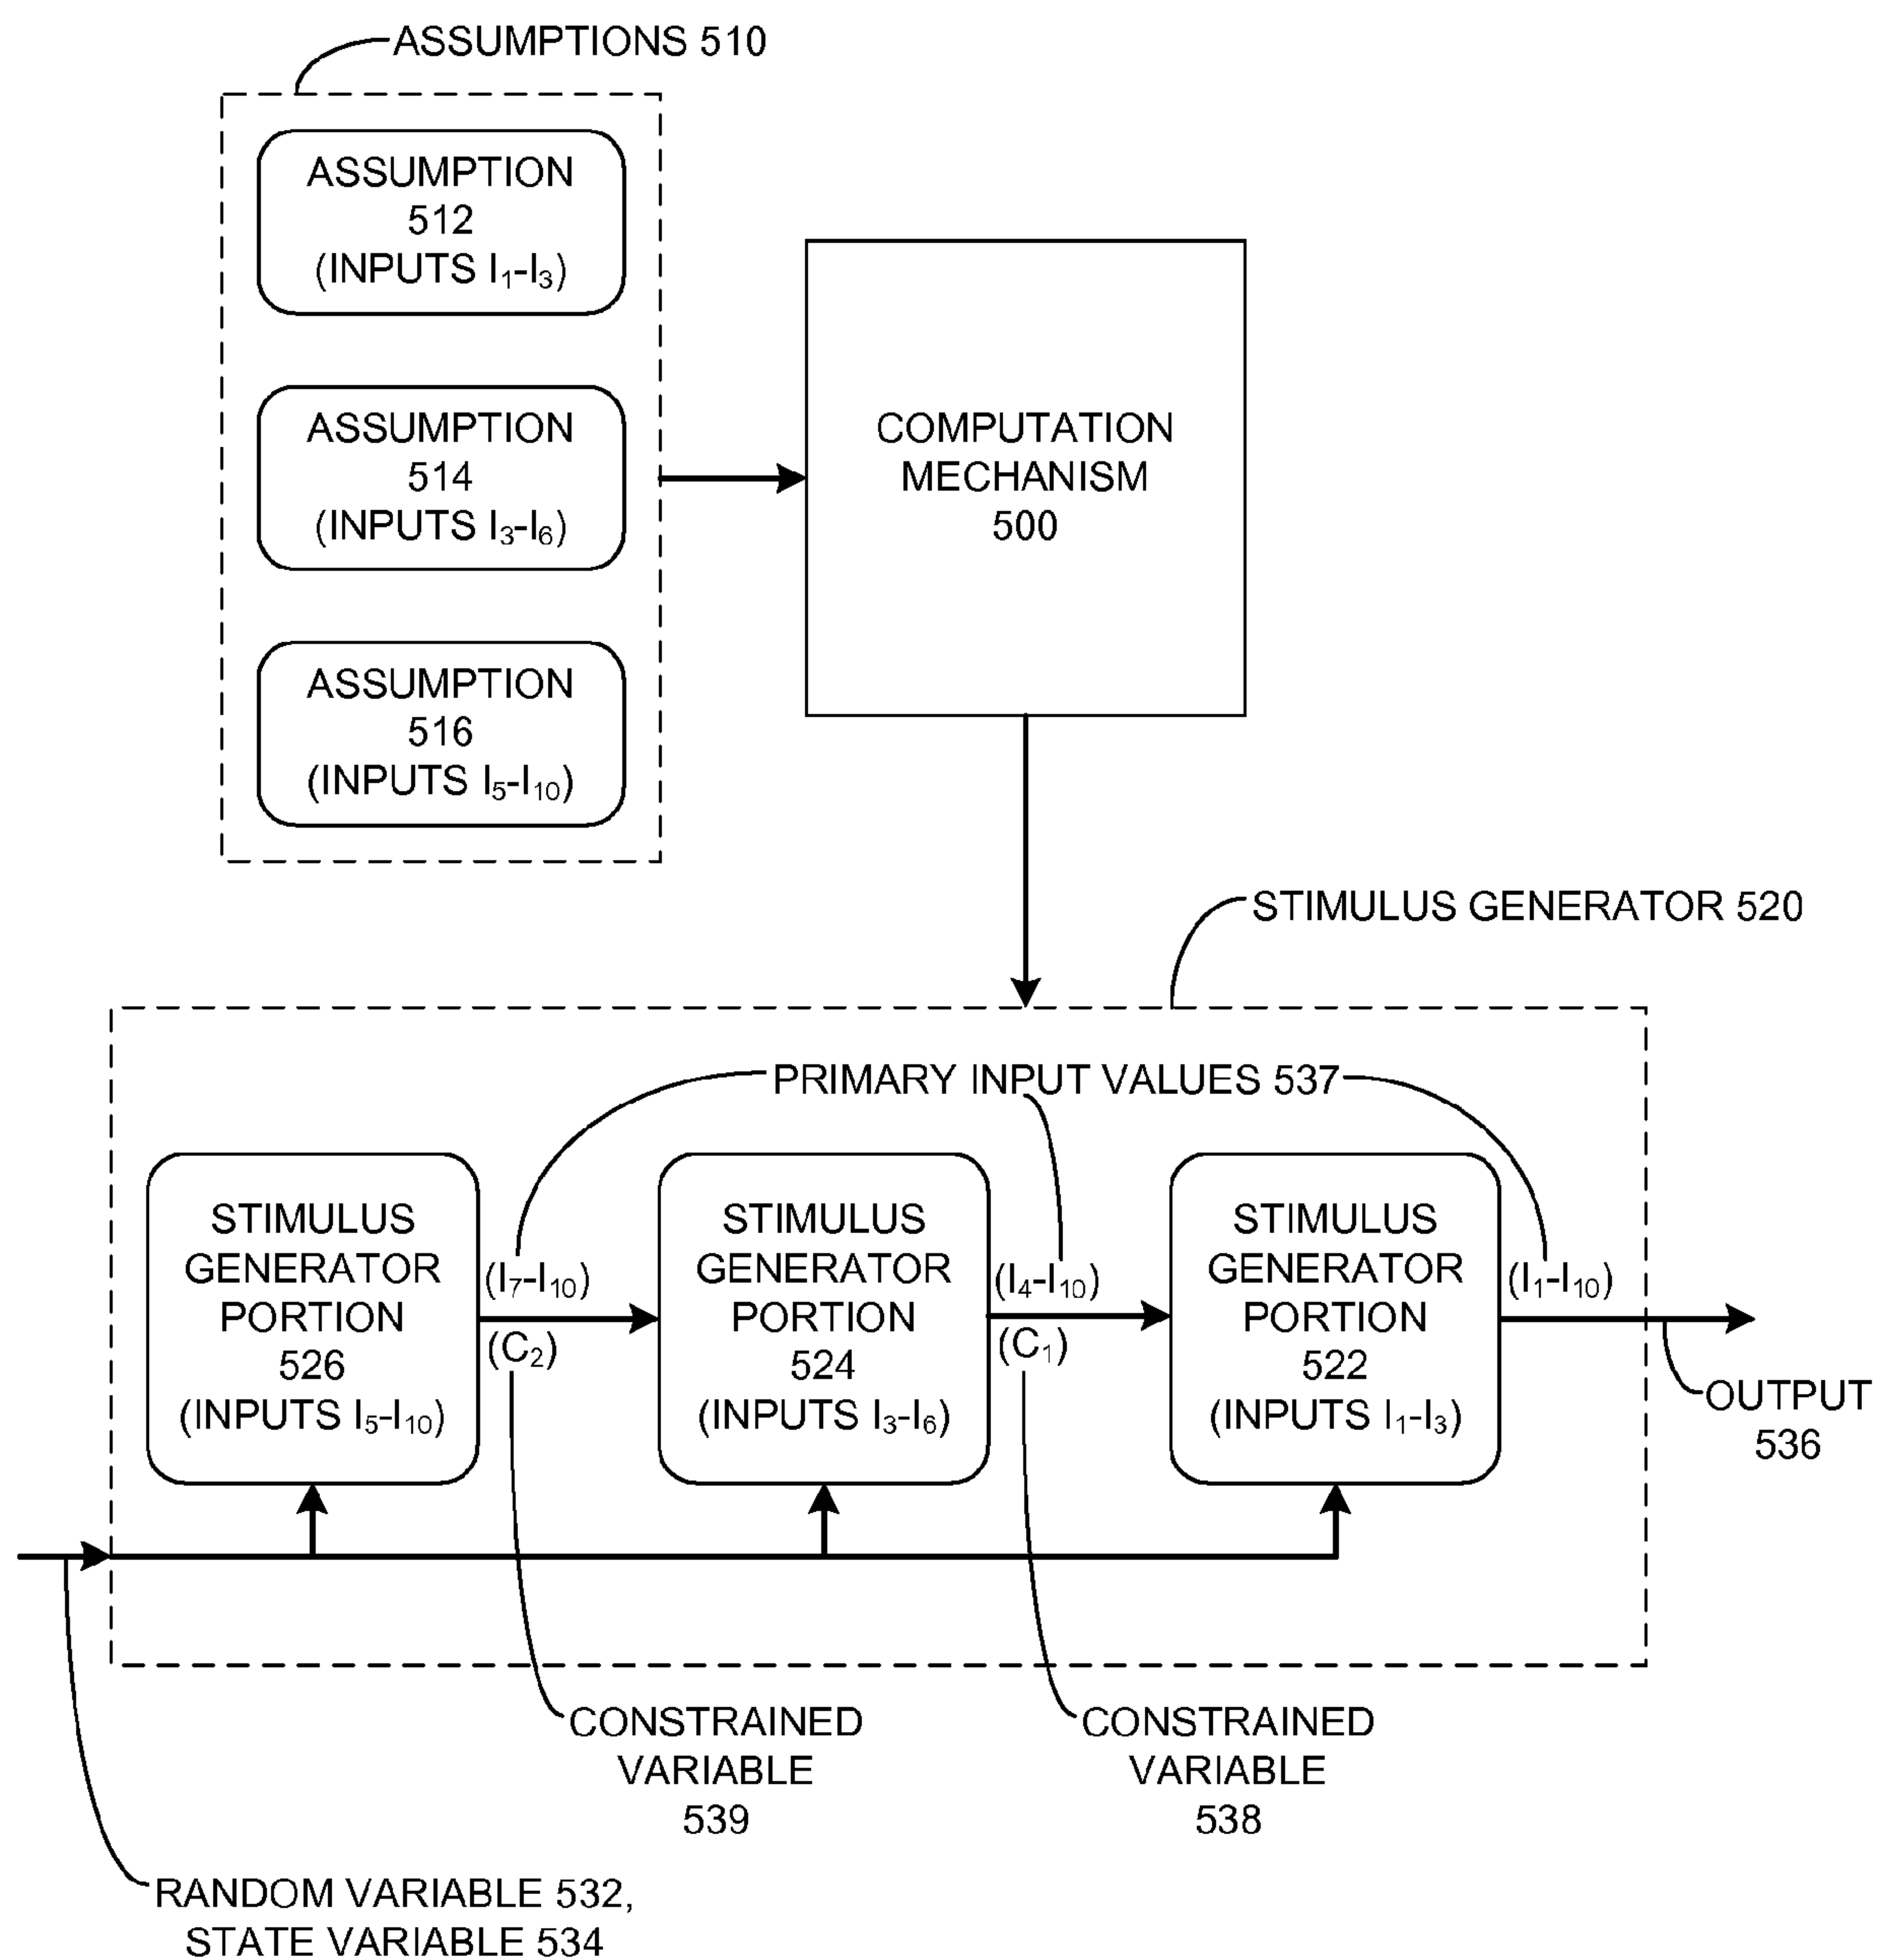 ASSUMPTIONS 510
ASSUMPTION
512
(INPUTS I₁-I₃)
ASSUMPTION
514
(INPUTS I₃-I₆)
ASSUMPTION
516
(INPUTS I₅-I₁₀)
COMPUTATION
MECHANISM
500
STIMULUS GENERATOR 520
PRIMARY INPUT VALUES 537
STIMULUS
GENERATOR
PORTION
526
(INPUTS I₅-I₁₀)
(I₇-I₁₀)
(C₂)
STIMULUS
GENERATOR
PORTION
524
(INPUTS I₃-I₆)
(I₄-I₁₀)
(C₁)
STIMULUS
GENERATOR
PORTION
522
(INPUTS I₁-I₃)
(I₁-I₁₀)
OUTPUT
536
CONSTRAINED
VARIABLE
539
CONSTRAINED
VARIABLE
538
RANDOM VARIABLE 532,
STATE VARIABLE 534